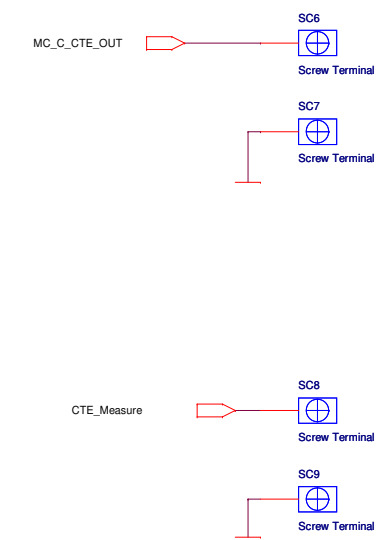 SC6
MC_C_CTE_OUT
Screw Terminal
SC7
Screw Terminal
SC8
CTE_Measure
Screw Terminal
SC9
Screw Terminal